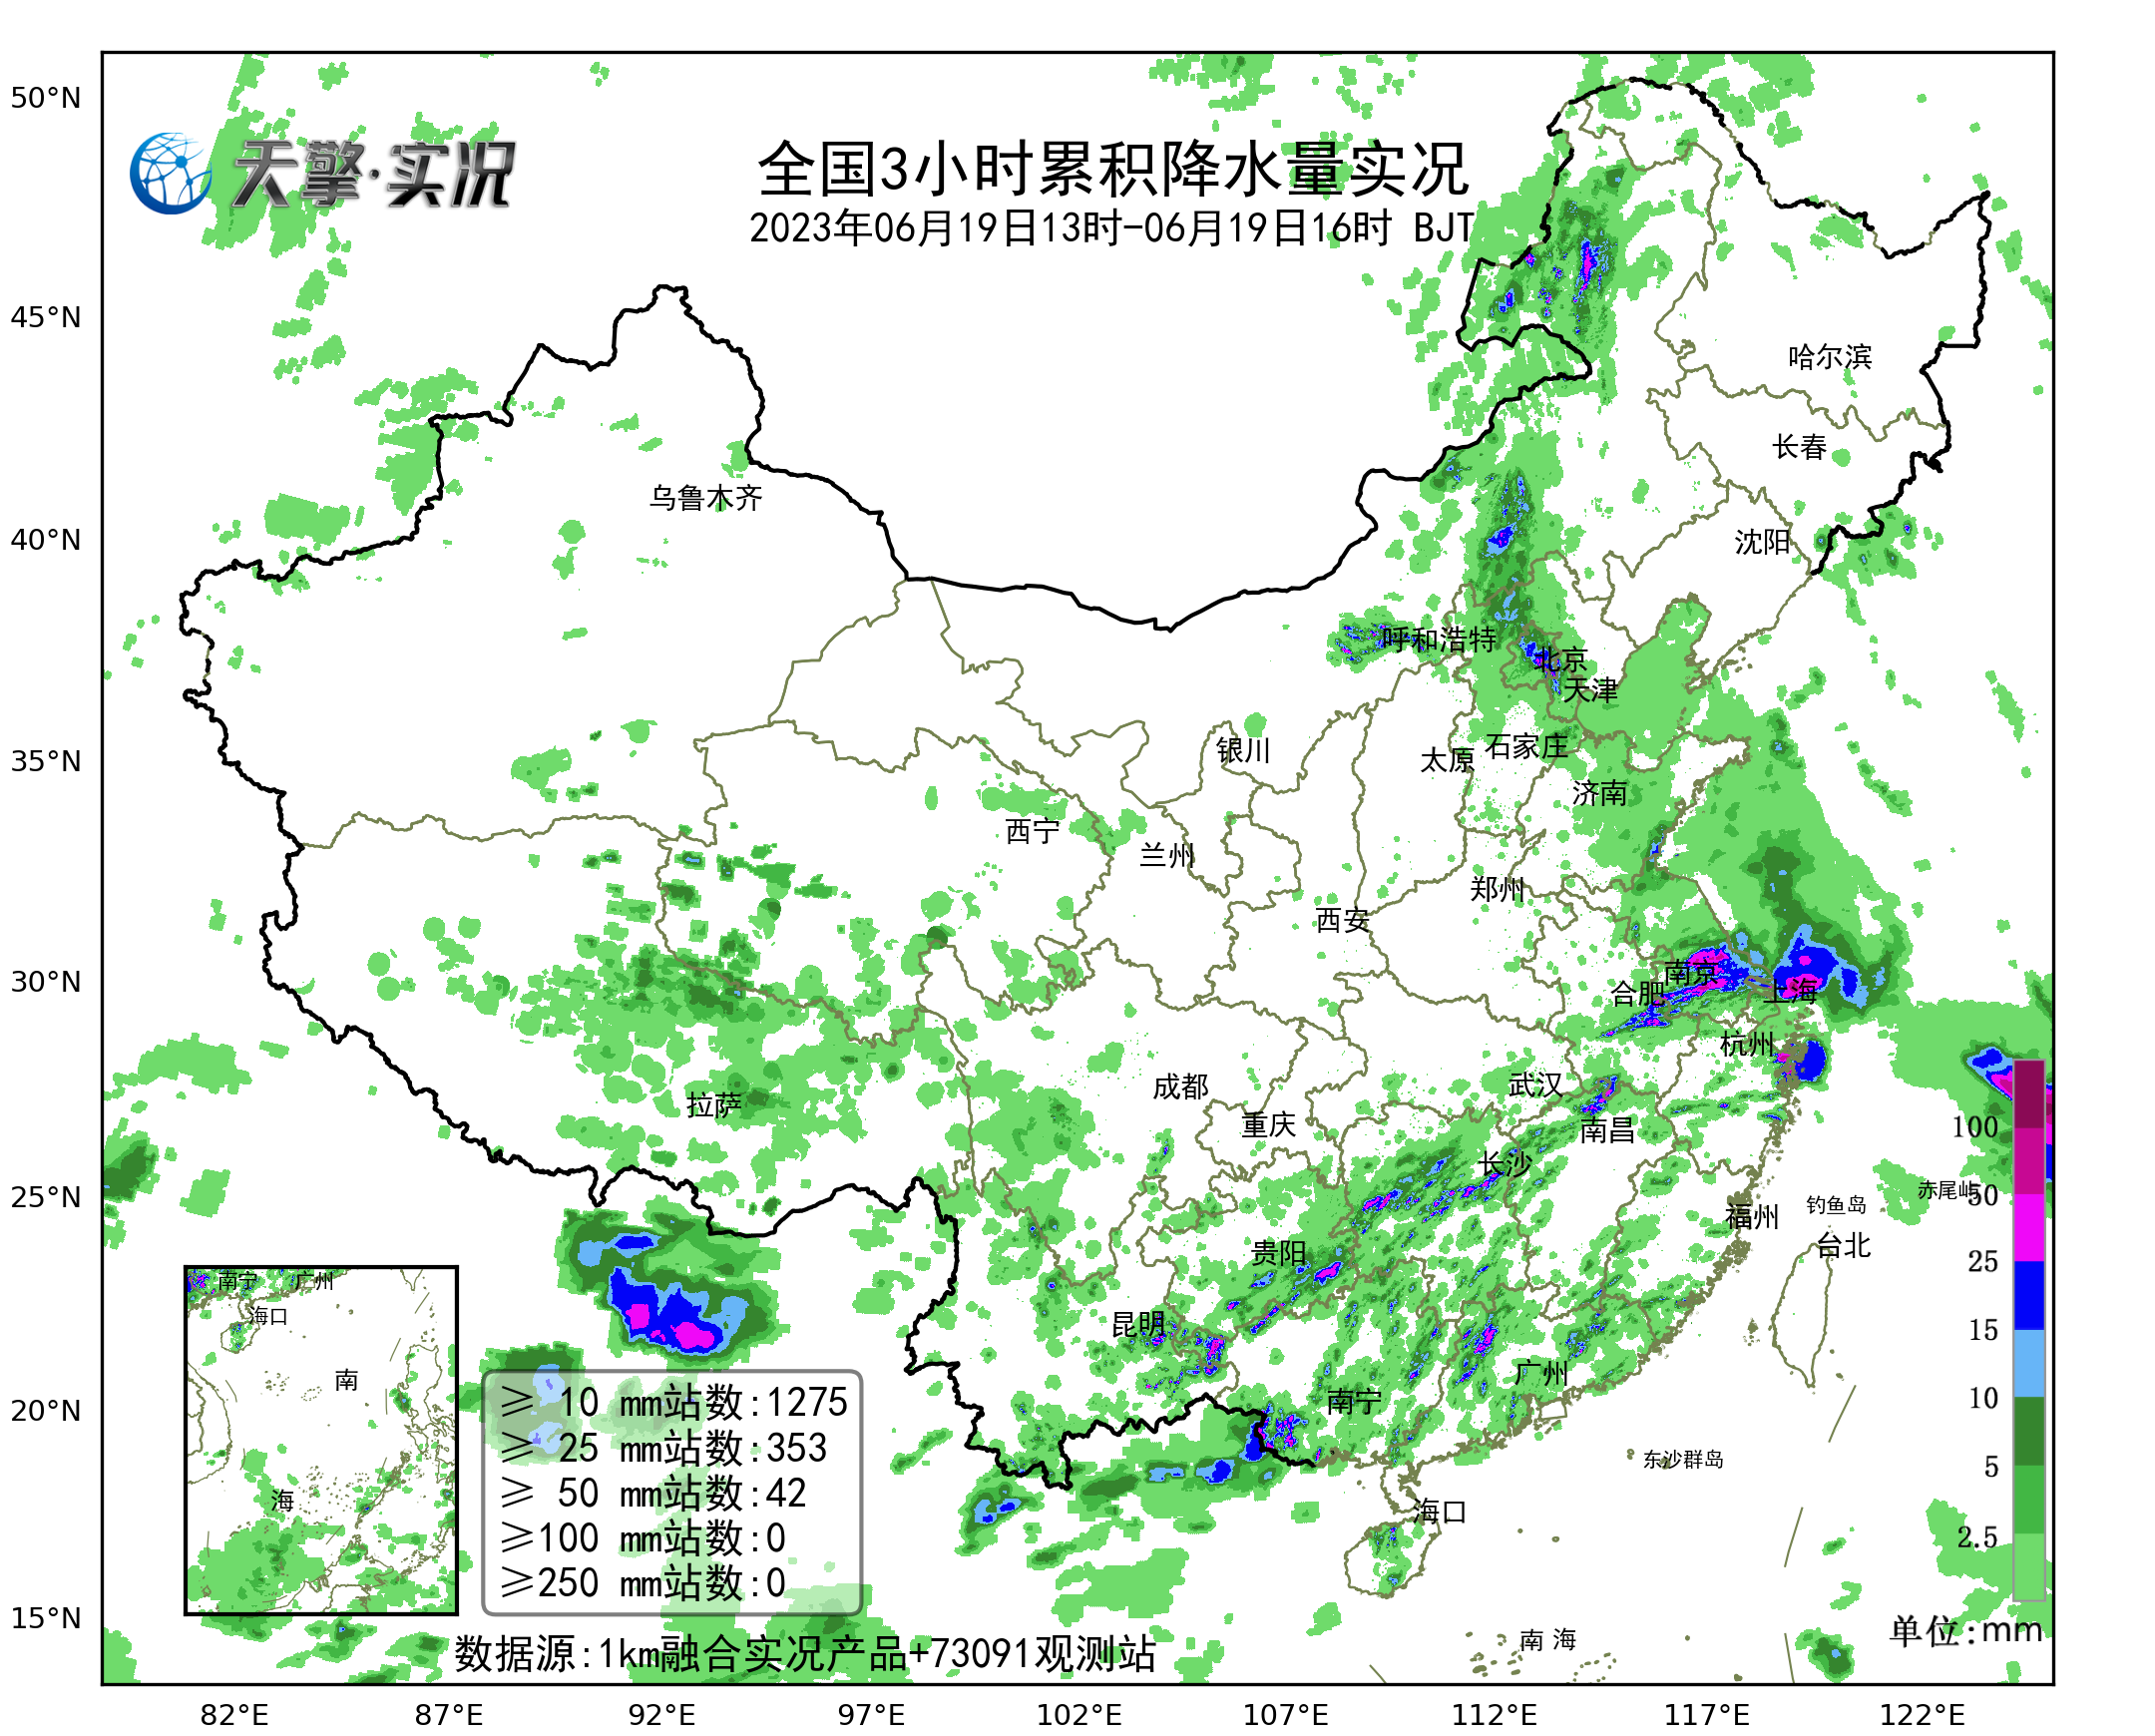 50°N
天擎·实况
全国3小时累积降水量实况
2023年06月19日13时-06月19日16时 BJT
45°N
哈尔滨
长春
乌鲁木齐
40°N
沈阳
呼和浩特
北京
天津
35°N
银川
太原
石家庄
济南
西宁
兰州
郑州
西安
30°N
南京
合肥
上海
杭州
成都
武汉
拉萨
重庆
南昌
100
长沙
25°N
赤尾屿
50
钓鱼岛
福州
台北
贵阳
25
南宁
广州
海口
昆明
15
南
广州
10
20°N
南宁
≥ 10 mm站数:1275
≥ 25 mm站数:353
东沙群岛
5
≥ 50 mm站数:42
海
海口
≥100 mm站数:0
2.5
≥250 mm站数:0
15°N
南 海
单位:mm
数据源:1km融合实况产品+73091观测站
82°E
87°E
92°E
97°E
102°E
107°E
112°E
117°E
122°E